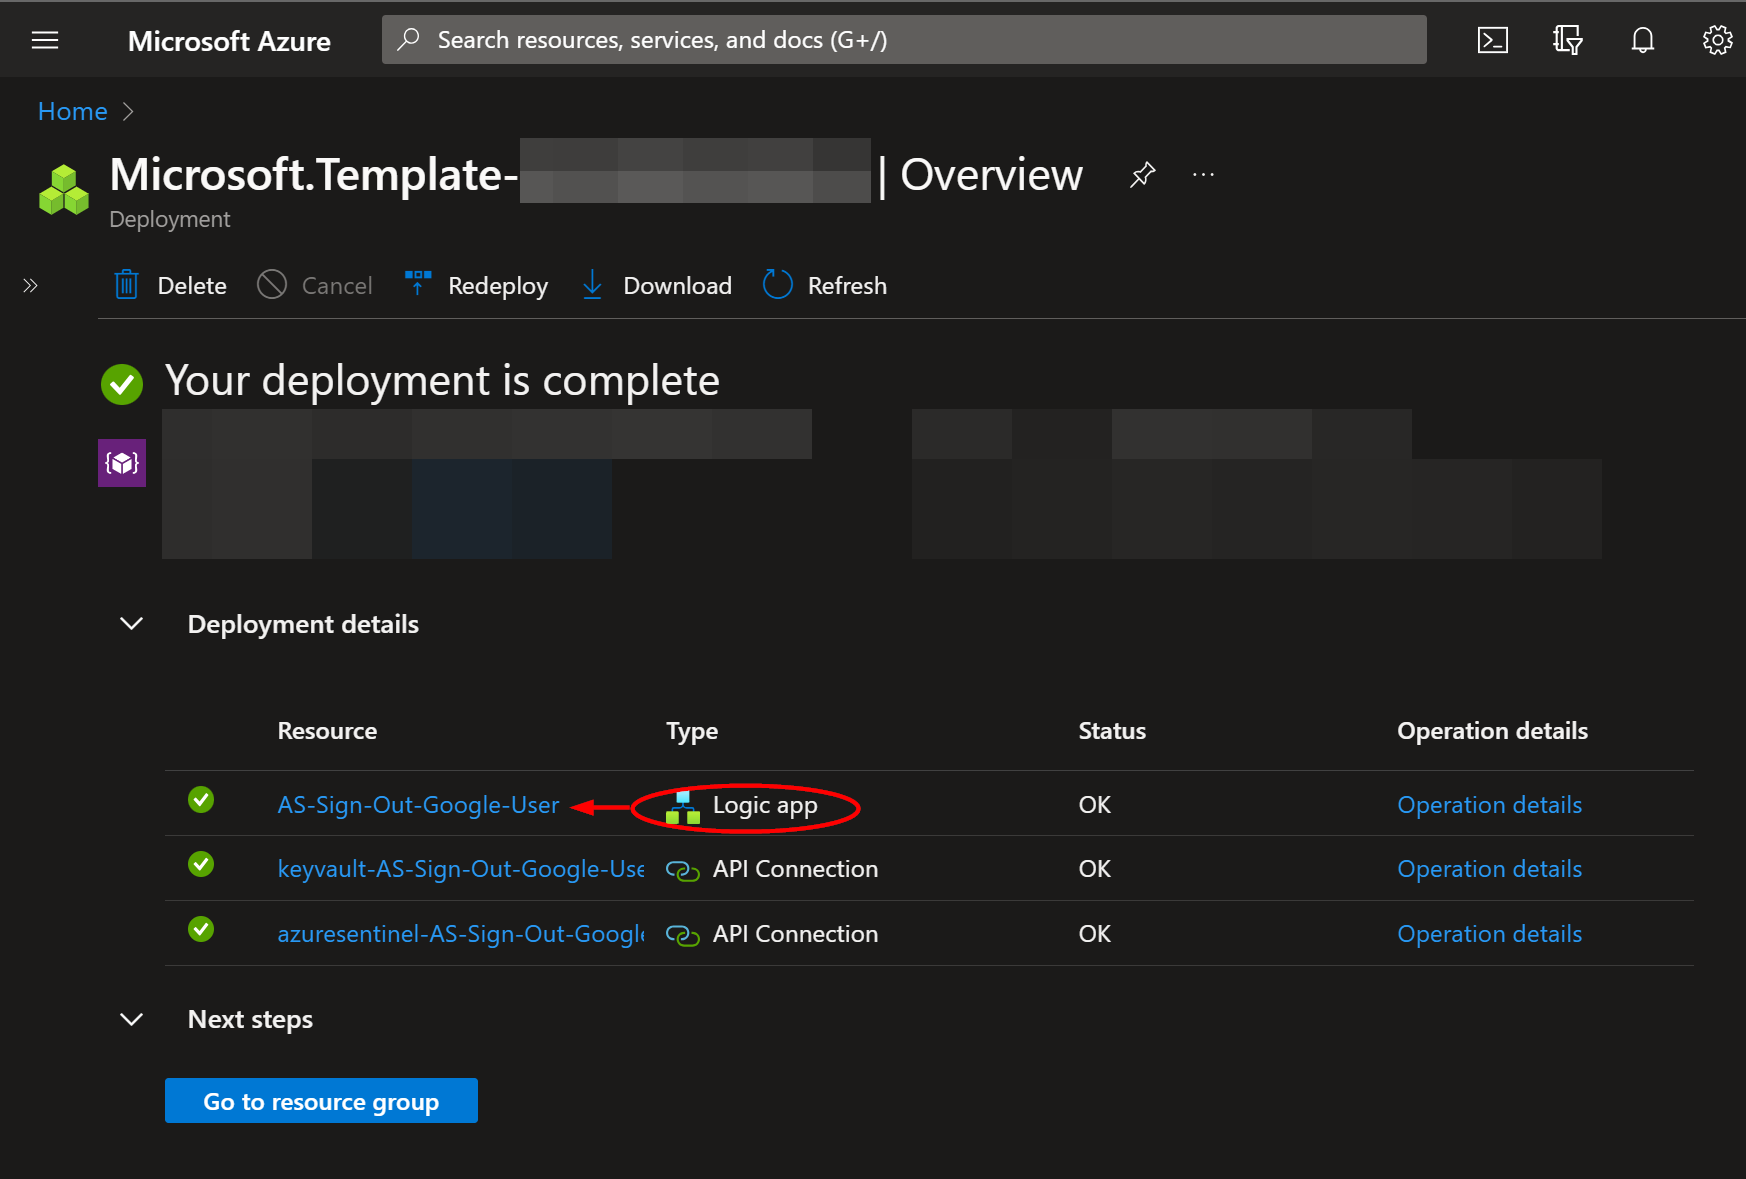 Microsoft Azure
Search resources, services, and docs (G+/)
Home
Microsoft.Template- | Overview
Deployment
Delete Cancel Redeploy Download Refresh
Your deployment is complete
Deployment details
Resource Type Status Operation details
AS-Sign-Out-Google-User Logic app OK Operation details
keyvault-AS-Sign-Out-Google-Use API Connection OK Operation details
azuresentinel-AS-Sign-Out-Google API Connection OK Operation details
Next steps
Go to resource group